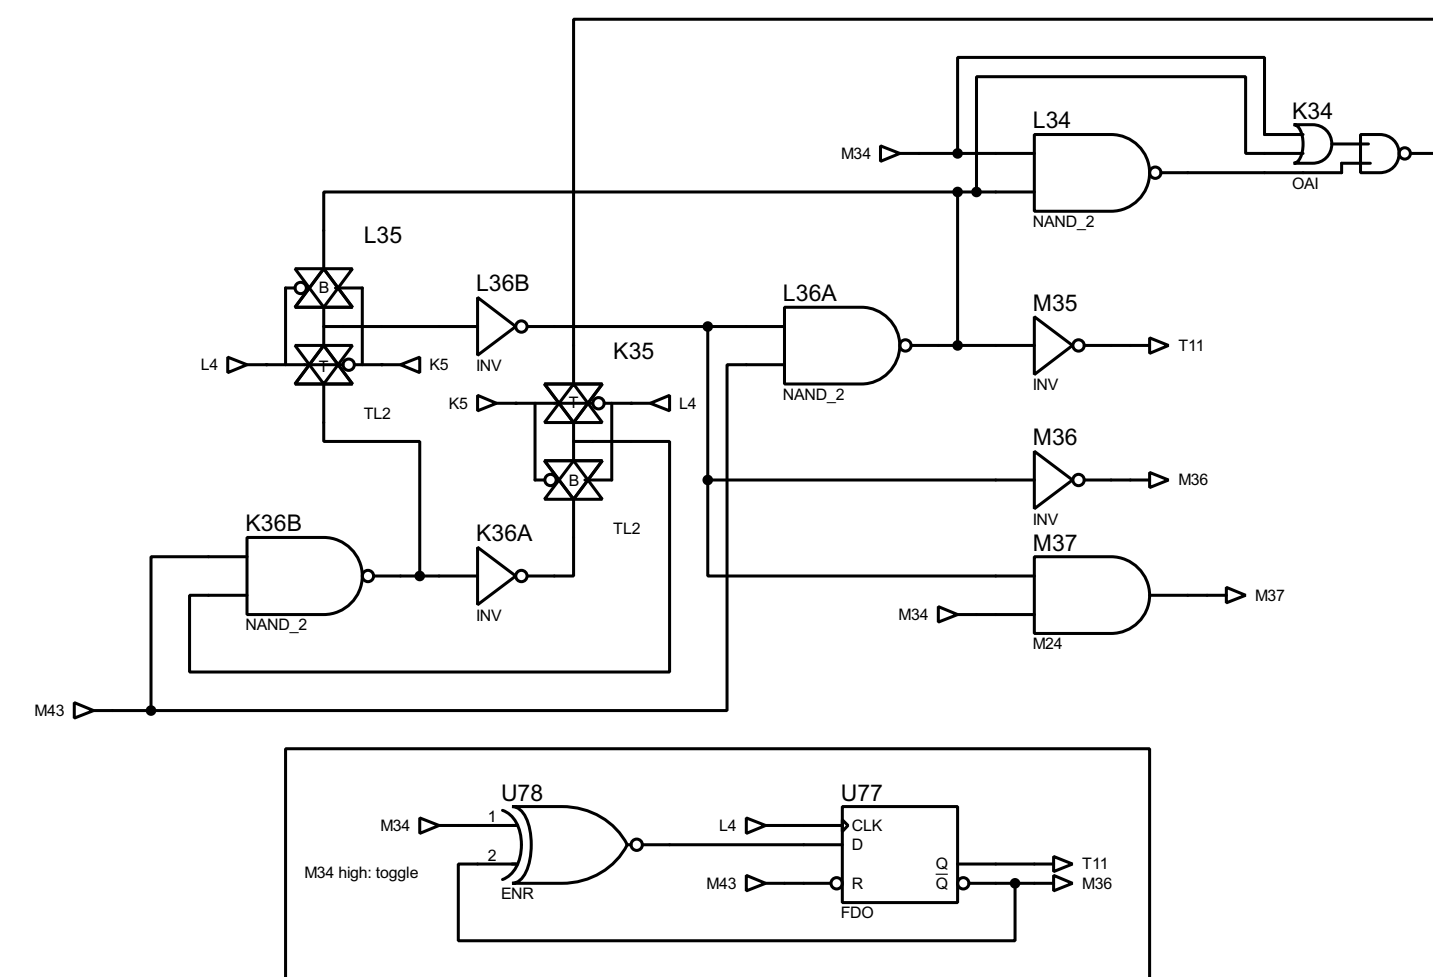 K34
L34
M34
OAI
NAND_2
L35
B
L36B
L36A
M35
L4
T
K5
INV
K35
T11
INV
NAND_2
K5
T
L4
TL2
M36
B
M36
INV
K36B
K36A
TL2
M37
M37
NAND_2
INV
M34
M24
M43
U78
U77
M34
1
L4
CLK
D
2
Q
T11
M34 high: toggle
M43
R
Q
M36
ENR
FDO